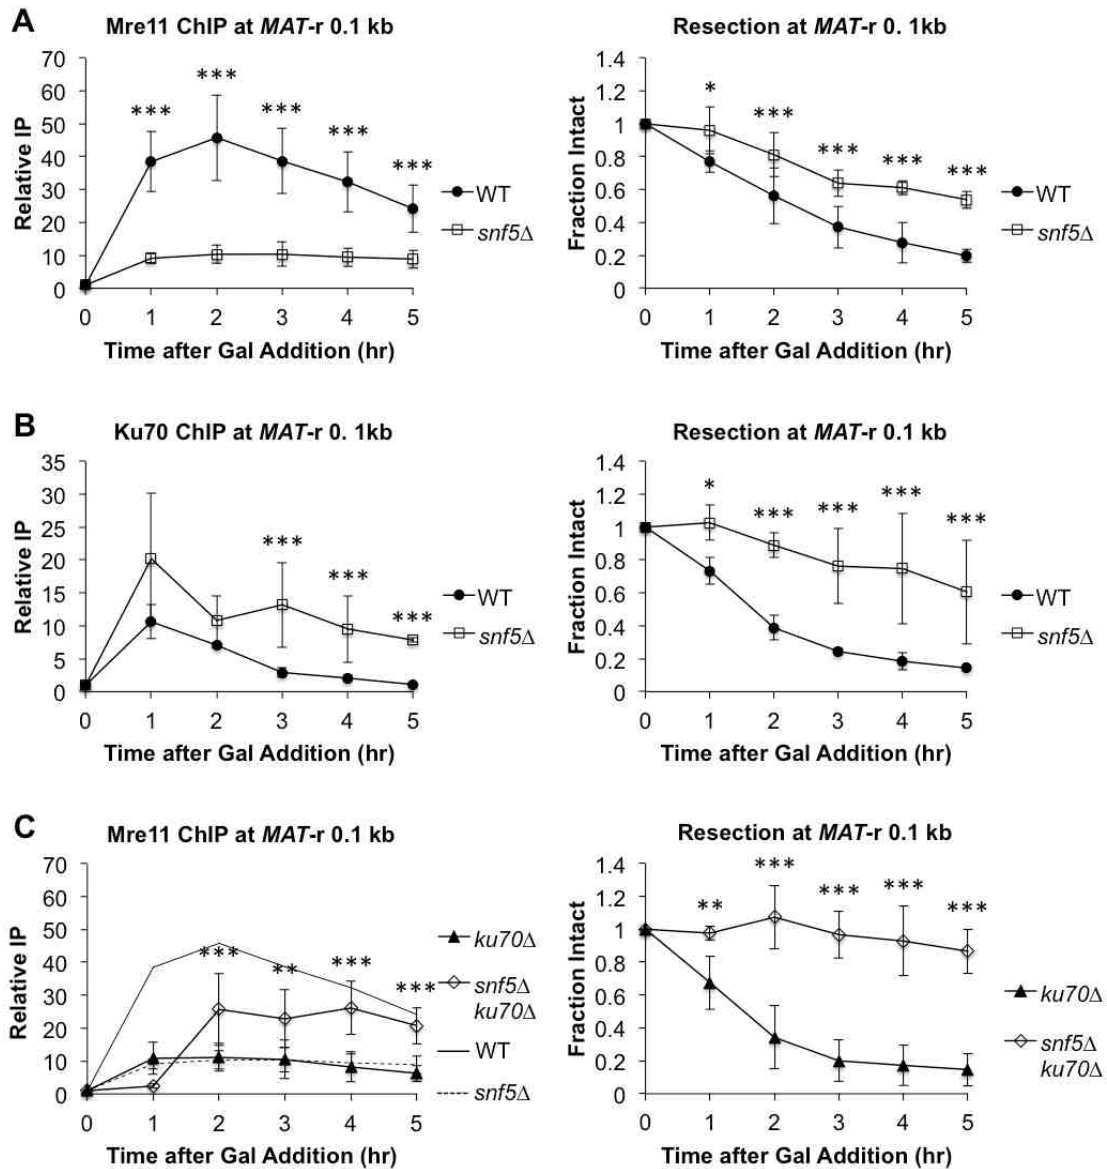 A
Mre11 ChIP at MAT-r 0.1 kb
Relative IP
70
60
50
40
30
20
10
0
***
***
***
***
***
WT
snf5Δ
0 1 2 3 4 5
Time after Gal Addition (hr)
Resection at MAT-r 0. 1kb
Fraction Intact
1.4
1.2
1
0.8
0.6
0.4
0.2
0
*
***
***
***
***
WT
snf5Δ
0 1 2 3 4 5
Time after Gal Addition (hr)
B
Ku70 ChIP at MAT-r 0. 1kb
Relative IP
35
30
25
20
15
10
5
0
***
***
***
WT
snf5Δ
0 1 2 3 4 5
Time after Gal Addition (hr)
Resection at MAT-r 0.1 kb
Fraction Intact
1.4
1.2
1
0.8
0.6
0.4
0.2
0
*
***
***
***
***
WT
snf5Δ
0 1 2 3 4 5
Time after Gal Addition (hr)
C
Mre11 ChIP at MAT-r 0.1 kb
Relative IP
70
60
50
40
30
20
10
0
***
**
***
***
ku70Δ
snf5Δ
ku70Δ
WT
snf5Δ
0 1 2 3 4 5
Time after Gal Addition (hr)
Resection at MAT-r 0.1 kb
Fraction Intact
1.4
1.2
1
0.8
0.6
0.4
0.2
0
**
***
***
***
***
ku70Δ
snf5Δ
ku70Δ
0 1 2 3 4 5
Time after Gal Addition (hr)